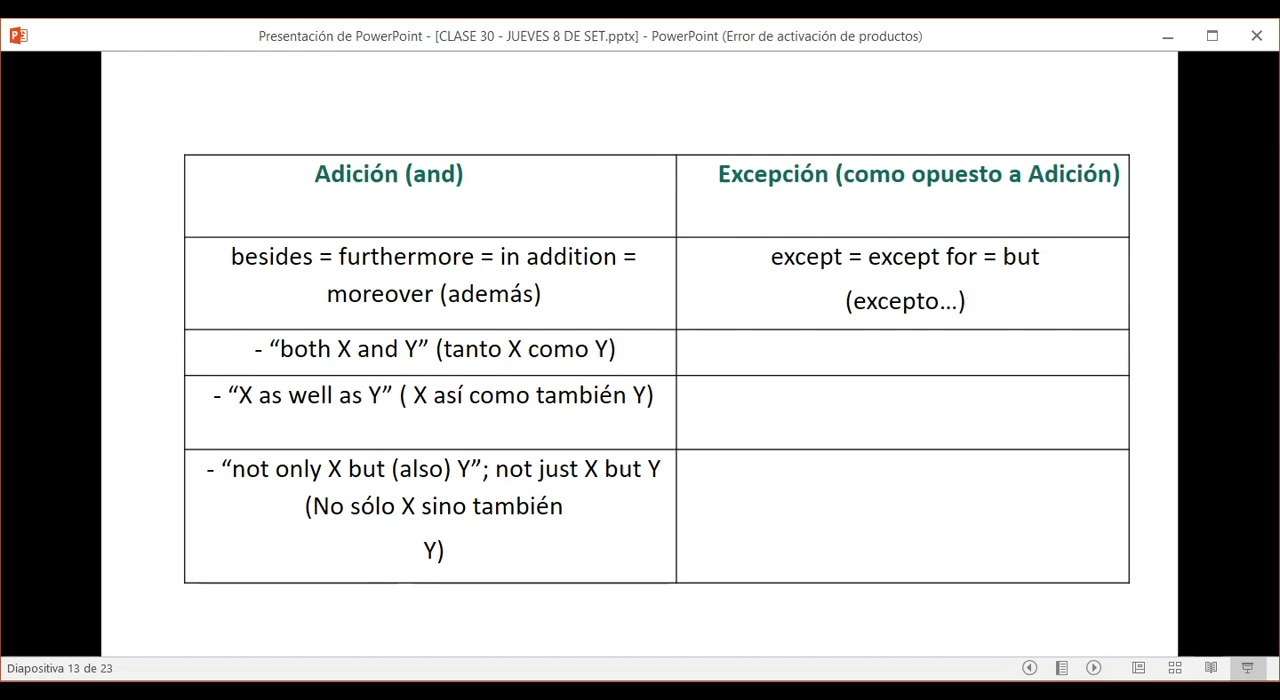 Presentación de PowerPoint - [CLASE 30 - JUEVES 8 DE SET.pptx] - PowerPoint (Error de activación de productos)
Adición (and)
Excepción (como opuesto a Adición)
besides = furthermore = in addition =
moreover (además)
except = except for = but
(excepto...)
- “both X and Y” (tanto X como Y)
- “X as well as Y” ( X así como también Y)
- “not only X but (also) Y”; not just X but Y
(No sólo X sino también
Y)
Diapositiva 13 de 23